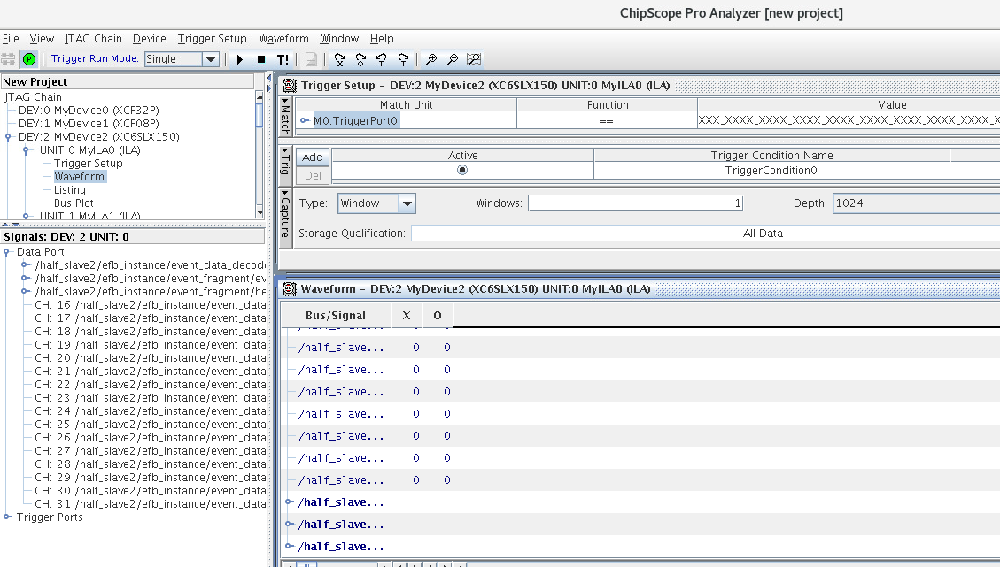 ChipScope Pro Analyzer [new project]
File View JTAG Chain Device Trigger Setup Waveform Window Help
Trigger Run Mode: Single T!
New Project
JTAG Chain
DEV:0 MyDevice0 (XCF32P)
DEV:1 MyDevice1 (XCF08P)
DEV:2 MyDevice2 (XC6SLX150)
UNIT:0 MyILA0 (ILA)
Trigger Setup
Waveform
Listing
Bus Plot
UNIT:1 MyILA1 (ILA)
Signals: DEV: 2 UNIT: 0
Data Port
/half_slave2/efb_instance/event_data_decod
/half_slave2/efb_instance/event_fragment/ev
/half_slave2/efb_instance/event_fragment/he
CH: 16 /half_slave2/efb_instance/event_data
CH: 17 /half_slave2/efb_instance/event_data
CH: 18 /half_slave2/efb_instance/event_data
CH: 19 /half_slave2/efb_instance/event_data
CH: 20 /half_slave2/efb_instance/event_data
CH: 21 /half_slave2/efb_instance/event_data
CH: 22 /half_slave2/efb_instance/event_data
CH: 23 /half_slave2/efb_instance/event_data
CH: 24 /half_slave2/efb_instance/event_data
CH: 25 /half_slave2/efb_instance/event_data
CH: 26 /half_slave2/efb_instance/event_data
CH: 27 /half_slave2/efb_instance/event_data
CH: 28 /half_slave2/efb_instance/event_data
CH: 29 /half_slave2/efb_instance/event_data
CH: 30 /half_slave2/efb_instance/event_data
CH: 31 /half_slave2/efb_instance/event_data
Trigger Ports
Trigger Setup - DEV:2 MyDevice2 (XC6SLX150) UNIT:0 MyILA0 (ILA)
Match
Match Unit Function Value
M0:TriggerPort0 == XXX_XXXX_XXXX_XXXX_XXXX_XXXX_XXXX_XXXX_X
Trig
Add Active Trigger Condition Name
Del TriggerCondition0
Capture
Type: Window Windows: 1 Depth: 1024
Storage Qualification: All Data
Waveform - DEV:2 MyDevice2 (XC6SLX150) UNIT:0 MyILA0 (ILA)
Bus/Signal X O
/half_slave... 0 0
/half_slave... 0 0
/half_slave... 0 0
/half_slave... 0 0
/half_slave... 0 0
/half_slave... 0 0
/half_slave... 0 0
/half_slave...
/half_slave...
/half_slave...